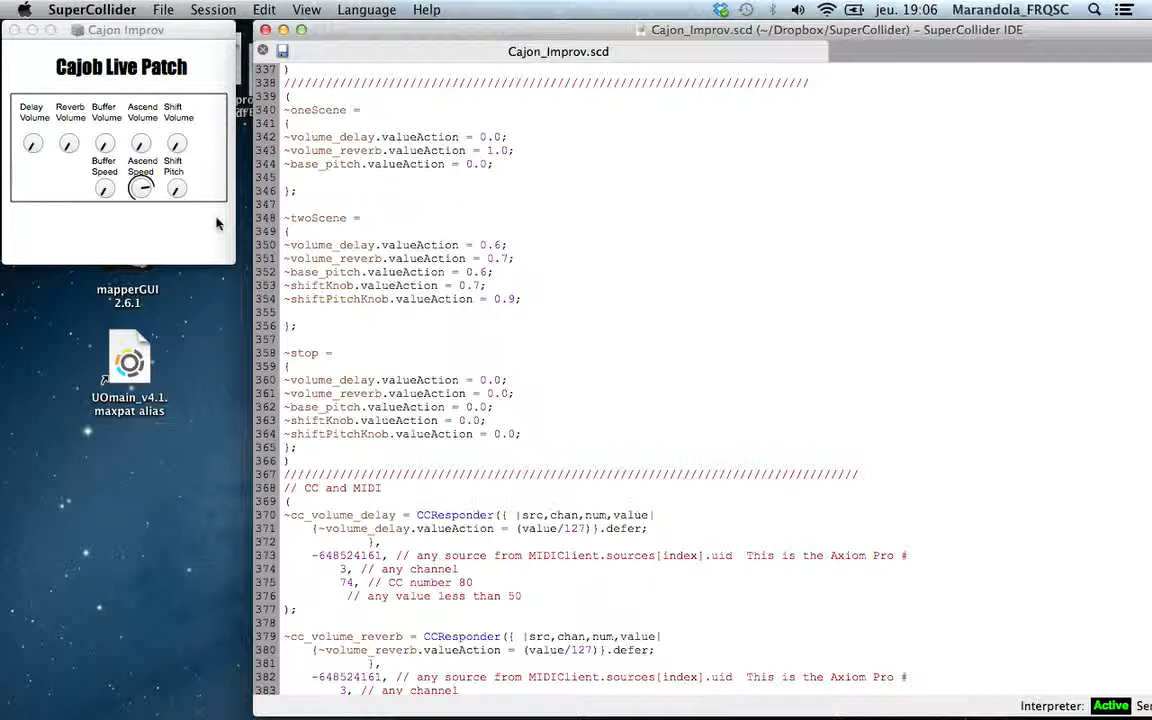 SuperCollider File Session Edit View Language Help jeu. 19:06 Marandola_FRQSC
Cajon Improv
Cajon_Improv.scd (~/Dropbox/SuperCollider) – SuperCollider IDE
Cajon_Improv.scd
Cajob Live Patch
Delay Volume
Reverb Volume
Buffer Volume
Ascend Volume
Shift Volume
Buffer Speed
Ascend Speed
Shift Pitch
mapperGUI
2.6.1
UOmain_v4.1.
maxpat alias
337 )
338 ////////////////////////////////////////////////////////////////////////////
339 (
340 ~oneScene =
341 {
342 ~volume_delay.valueAction = 0.0;
343 ~volume_reverb.valueAction = 1.0;
344 ~base_pitch.valueAction = 0.0;
345
346 };
347
348 ~twoScene =
349 {
350 ~volume_delay.valueAction = 0.6;
351 ~volume_reverb.valueAction = 0.7;
352 ~base_pitch.valueAction = 0.6;
353 ~shiftKnob.valueAction = 0.7;
354 ~shiftPitchKnob.valueAction = 0.9;
355
356 };
357
358 ~stop =
359 {
360 ~volume_delay.valueAction = 0.0;
361 ~volume_reverb.valueAction = 0.0;
362 ~base_pitch.valueAction = 0.0;
363 ~shiftKnob.valueAction = 0.0;
364 ~shiftPitchKnob.valueAction = 0.0;
365 };
366 )
367 ///////////////////////////////////////////////////////////////////////////////////
368 // CC and MIDI
369 (
370 ~cc_volume_delay = CCResponder({ |src,chan,num,value|
371 {~volume_delay.valueAction = (value/127)}.defer;
372 },
373 -648524161, // any source from MIDIClient.sources[index].uid This is the Axiom Pro #
374 3, // any channel
375 74, // CC number 80
376 // any value less than 50
377 );
379 ~cc_volume_reverb = CCResponder({ |src,chan,num,value|
380 {~volume_reverb.valueAction = (value/127)}.defer;
381 },
382 -648524161, // any source from MIDIClient.sources[index].uid This is the Axiom Pro #
383 3, // any channel
Interpreter: Active